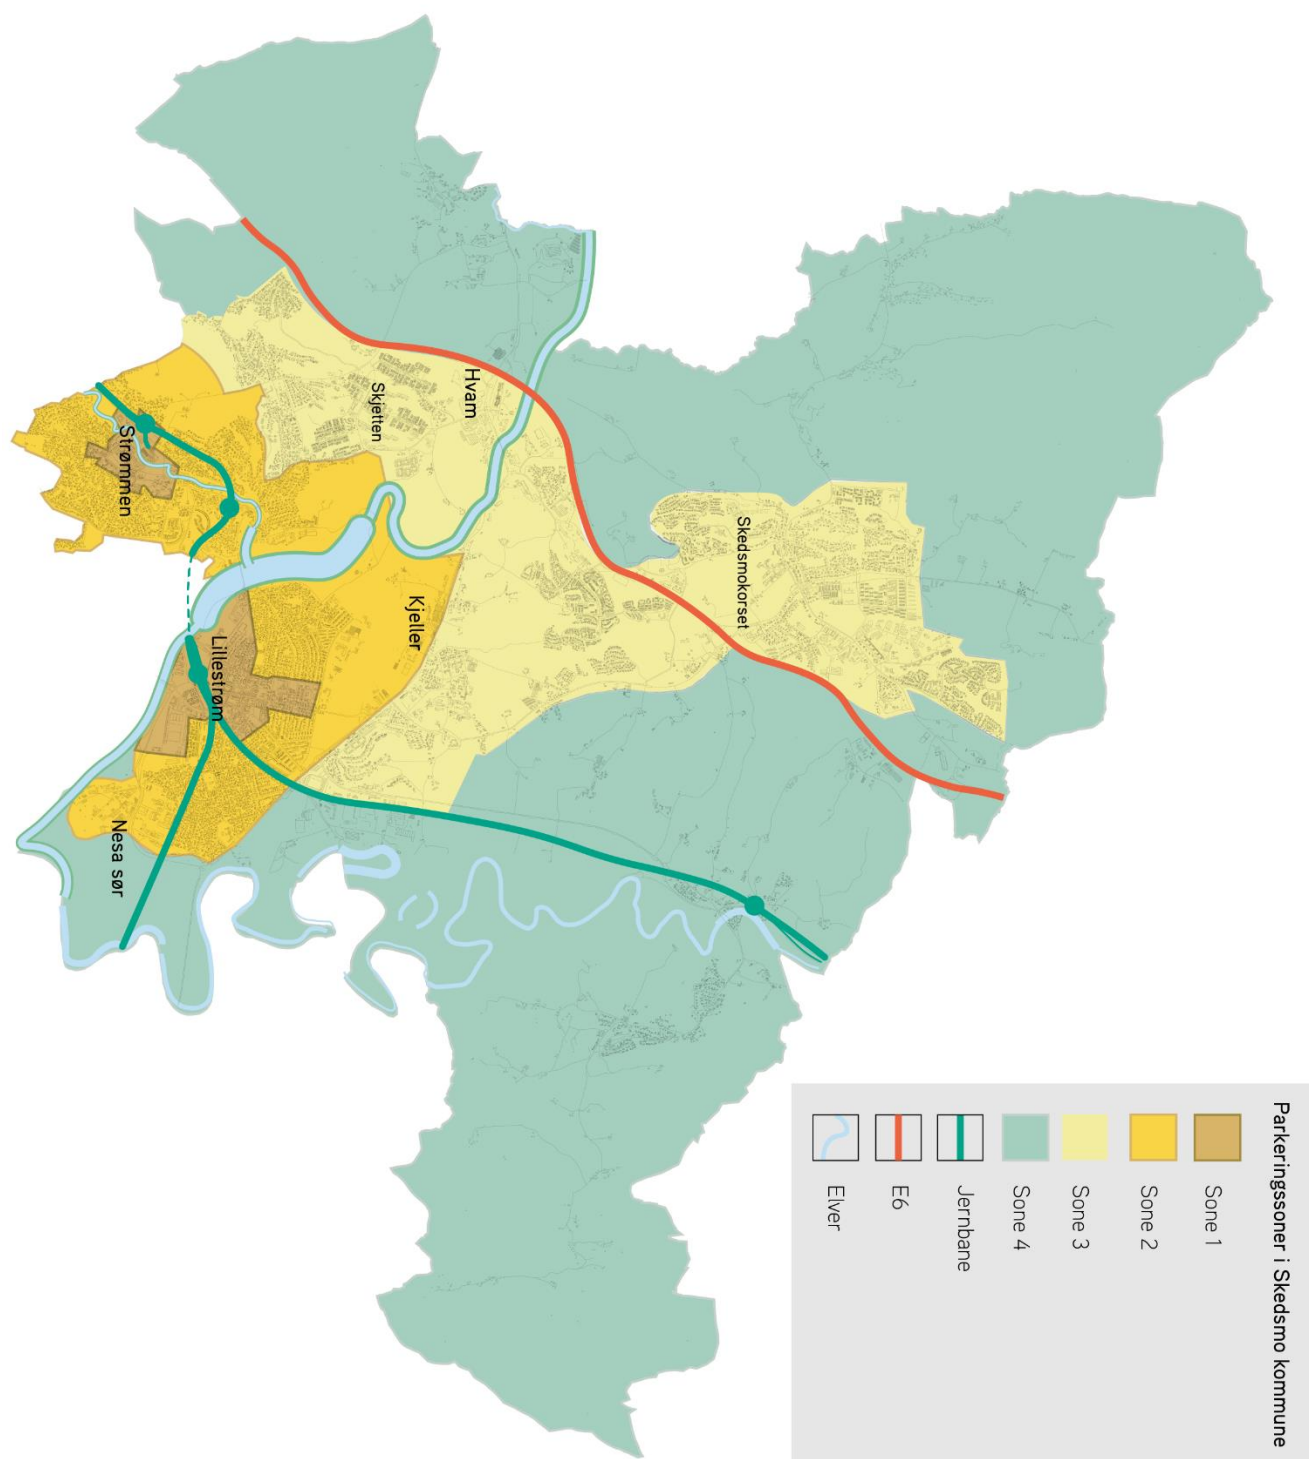 Parkeringssoner i Skedsmo kommune
Sone 1
Sone 2
Sone 3
Sone 4
Jernbane
E6
Elver
Skedsmokorset
Hvam
Skjetten
Kjeller
Lillestrøm
Strømmen
Nesa sør